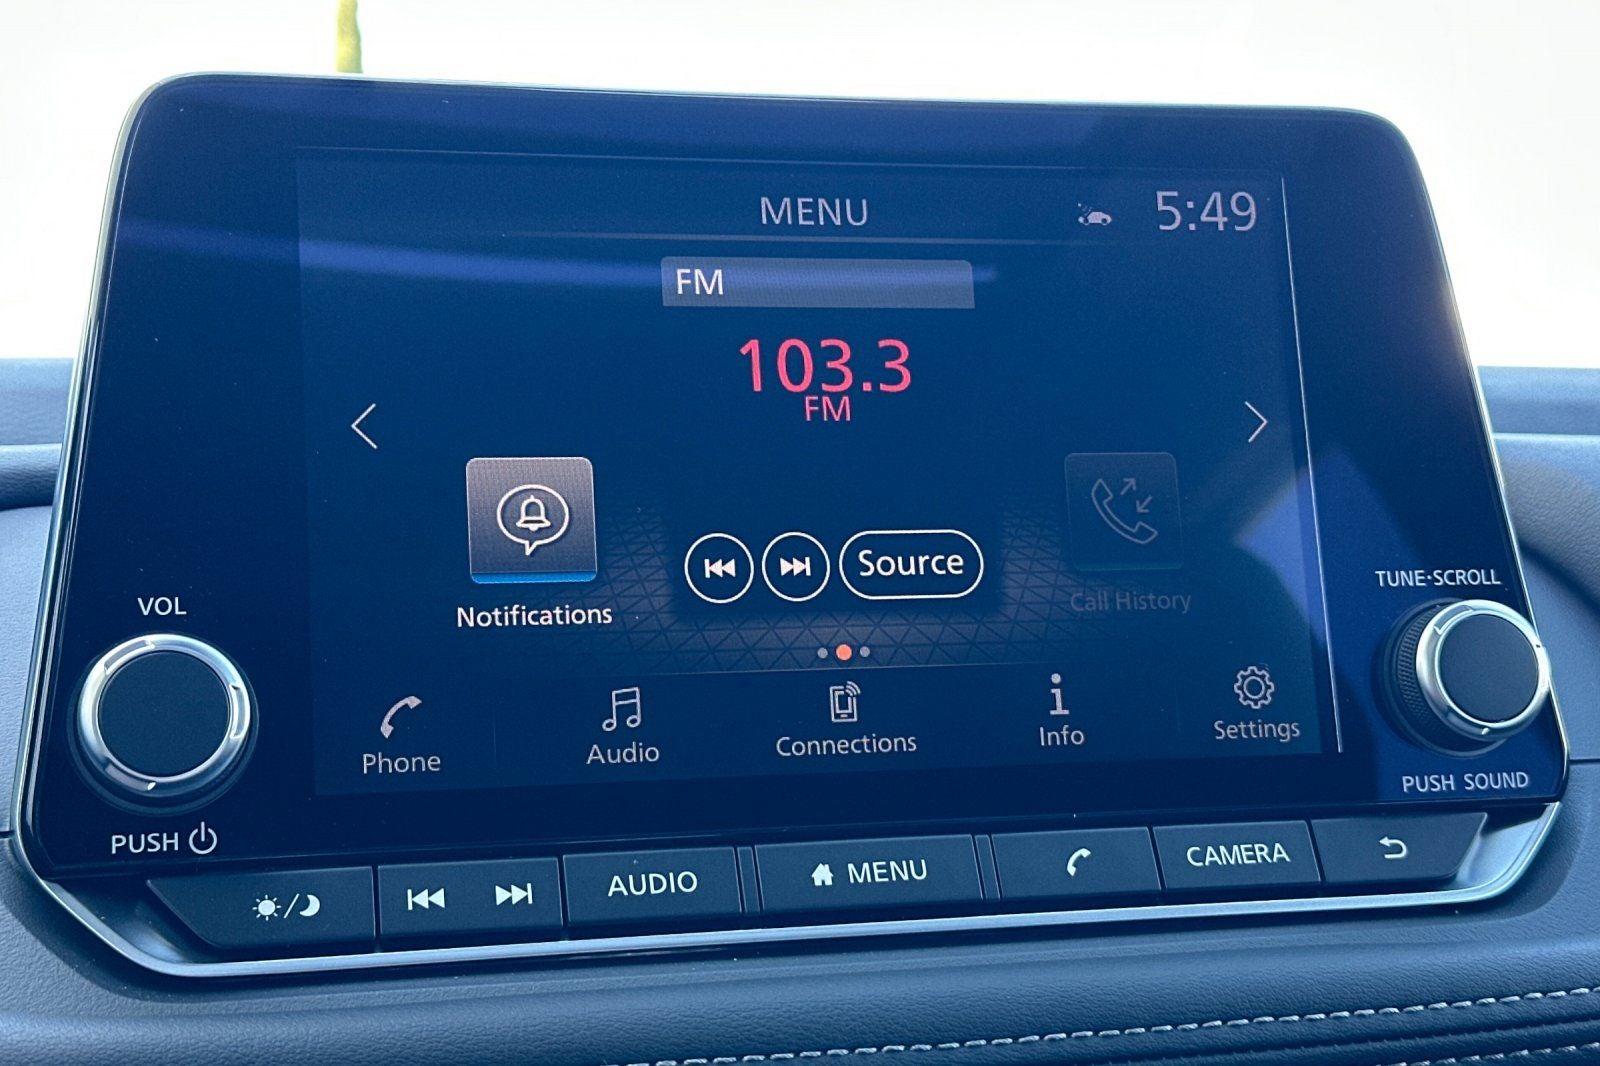 MENU
5:49
FM
103.3
FM
Source
Notifications
Call History
VOL
TUNE·SCROLL
Phone
Audio
Connections
Info
Settings
PUSH
PUSH SOUND
AUDIO
MENU
CAMERA